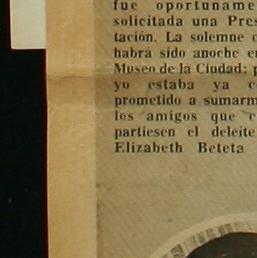 fue oportuname
solicitada una Pres
tación. La solemne c
habrá sido anoche en
Museo de la Ciudad; p
yo estaba ya c
prometido a sumarm
los amigos que c
partiesen el deleite
Elizabeth Beteta